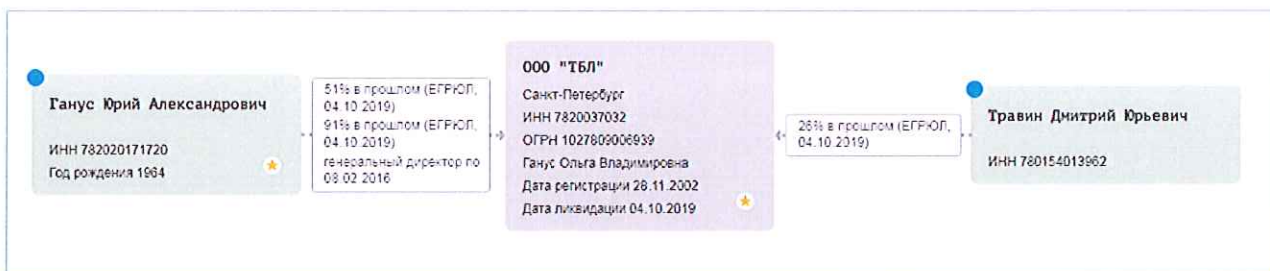 Ганус Юрий Александрович
ИНН 782020171720
Год рождения 1964
51% в прошлом (ЕГРЮЛ,
04.10.2019)
91% в прошлом (ЕГРЮЛ,
04.10.2019)
генеральный директор по
08.02.2016
ООО "ТБЛ"
Санкт-Петербург
ИНН 7820037032
ОГРН 1027809006939
Ганус Ольга Владимировна
Дата регистрации 28.11.2002
Дата ликвидации 04.10.2019
26% в прошлом (ЕГРЮЛ,
04.10.2019)
Травин Дмитрий Юрьевич
ИНН 780154013962